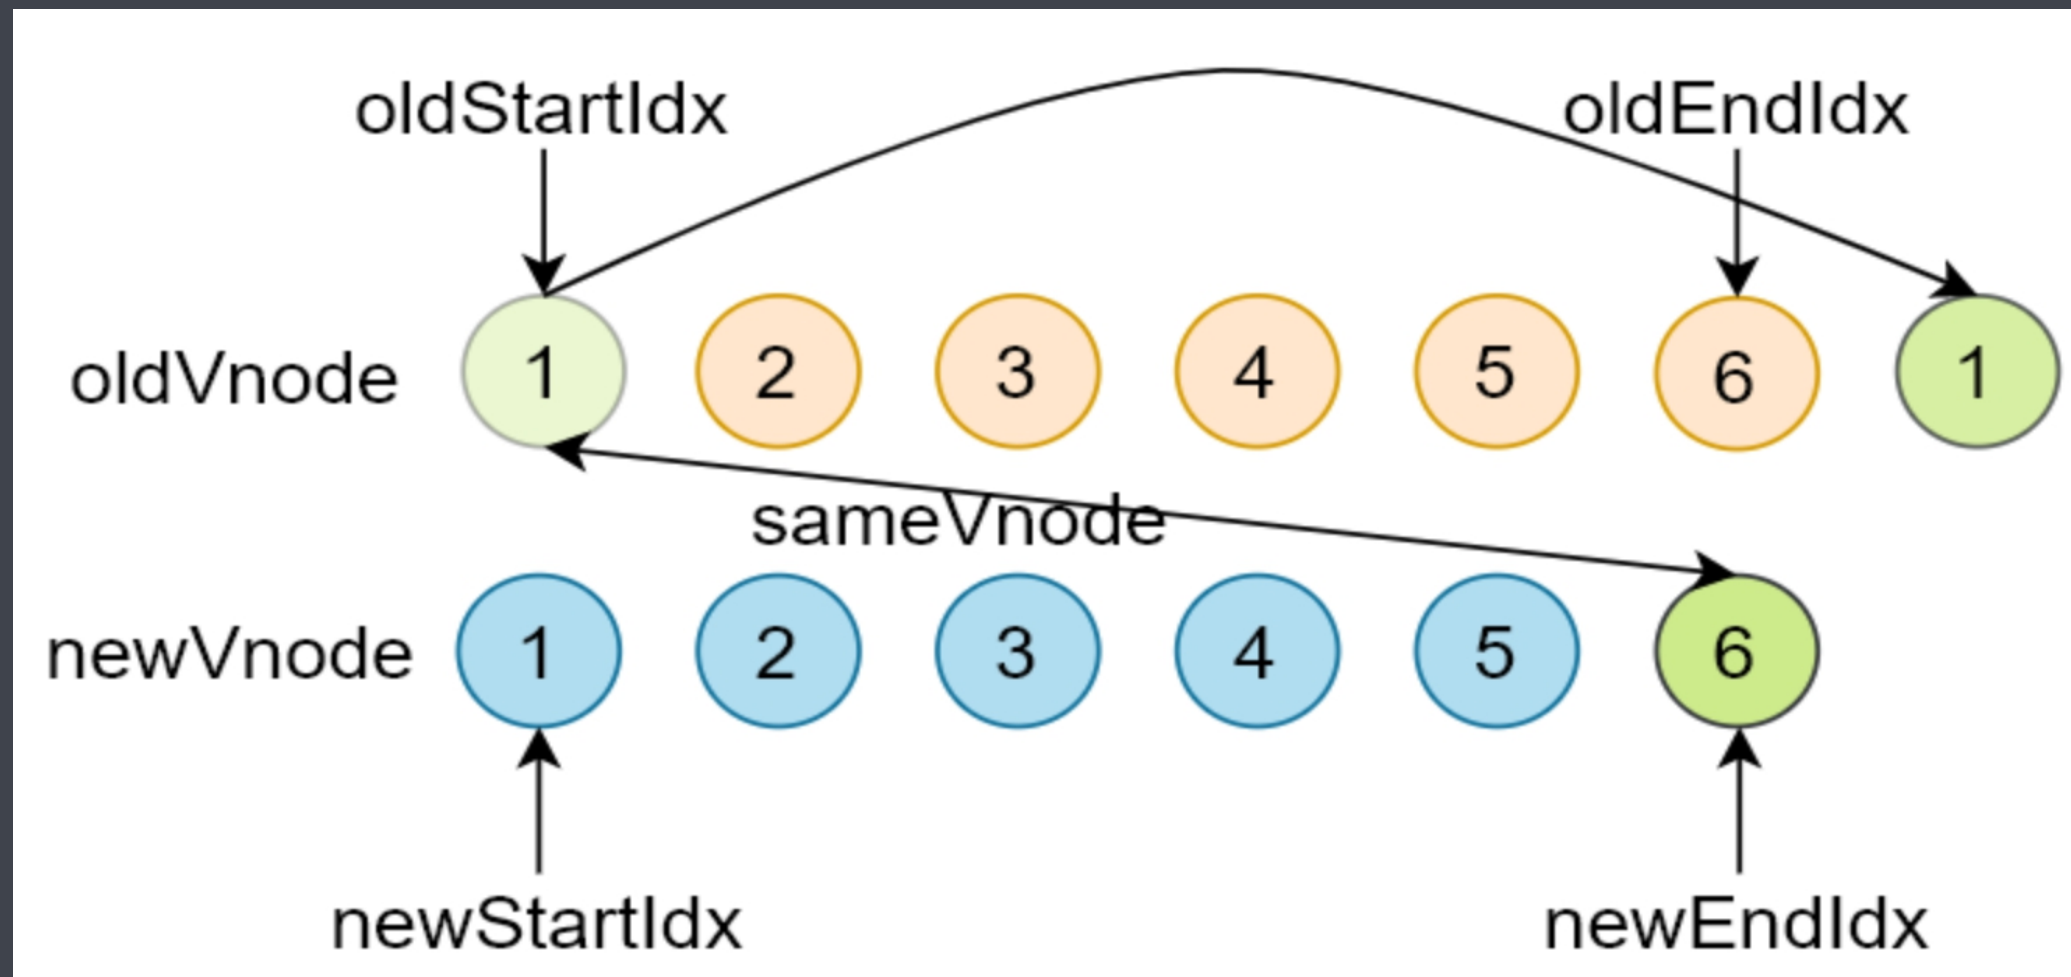 oldStartIdx oldEndIdx
oldVnode 1 2 3 4 5 6 1
sameVnode
newVnode 1 2 3 4 5 6
newStartIdx newEndIdx